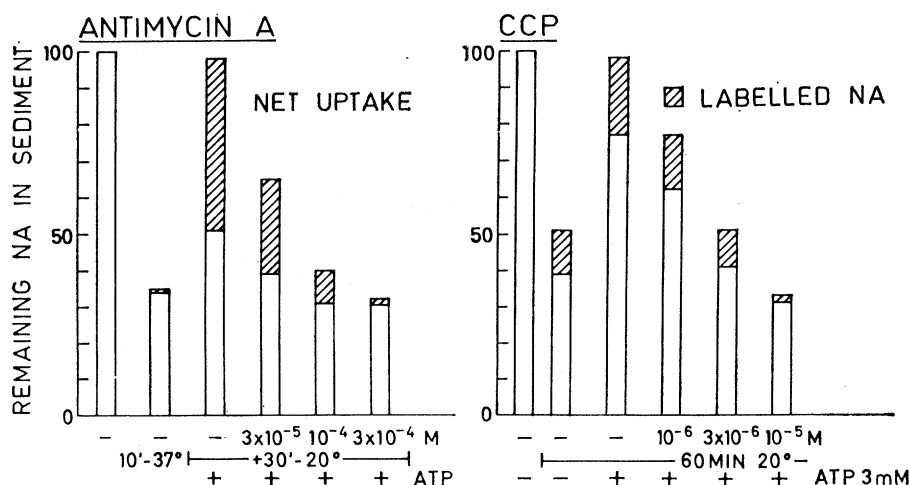 ANTIMYCIN A
CCP
REMAINING NA IN SEDIMENT
100
50
0
NET UPTAKE
100
50
0
LABELLED NA
– – – 3x10⁻⁵ 10⁻⁴ 3x10⁻⁴ M
10'-37° +30'-20°
+ + + + ATP
– – – 10⁻⁶ 3x10⁻⁶ 10⁻⁵ M
60 MIN 20°
– – + + + + ATP 3mM